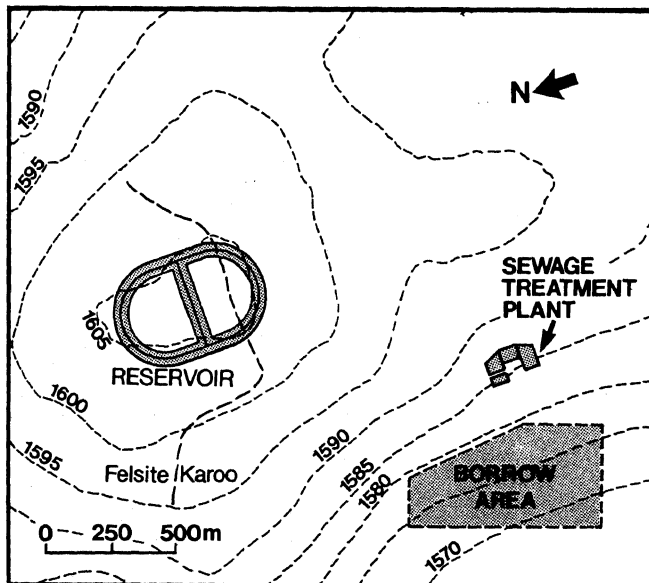 1590
1595
N
SEWAGE
TREATMENT
PLANT
1605
RESERVOIR
1600
1595
1590
Felsite Karoo
1585
1580
BORROW
AREA
0 250 500m
1570